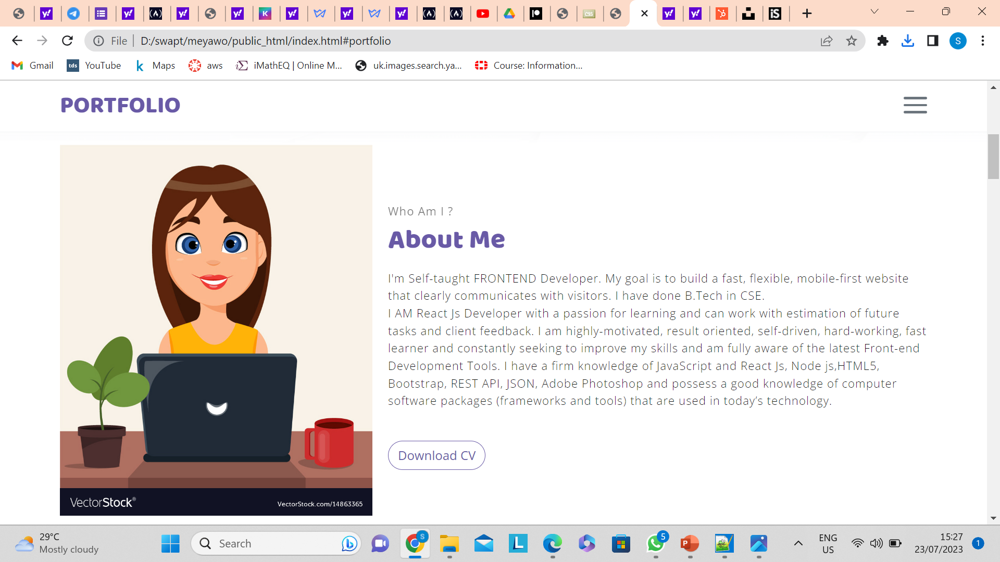 File
D:/swapt/meyawo/public_html/index.html#portfolio
S
Gmail
tds YouTube
Maps
aws
iMathEQ | Online M...
uk.images.search.ya...
Course: Information...
PORTFOLIO
Who Am I ?
About Me
I'm Self-taught FRONTEND Developer. My goal is to build a fast, flexible, mobile-first website
that clearly communicates with visitors. I have done B.Tech in CSE.
I AM React Js Developer with a passion for learning and can work with estimation of future
tasks and client feedback. I am highly-motivated, result oriented, self-driven, hard-working, fast
learner and constantly seeking to improve my skills and am fully aware of the latest Front-end
Development Tools. I have a firm knowledge of JavaScript and React Js, Node js,HTML5,
Bootstrap, REST API, JSON, Adobe Photoshop and possess a good knowledge of computer
software packages (frameworks and tools) that are used in today’s technology.
Download CV
VectorStock®
VectorStock.com/14863365
29°C
Mostly cloudy
Search
S
L
5
P
ENG
US
15:27
23/07/2023
1